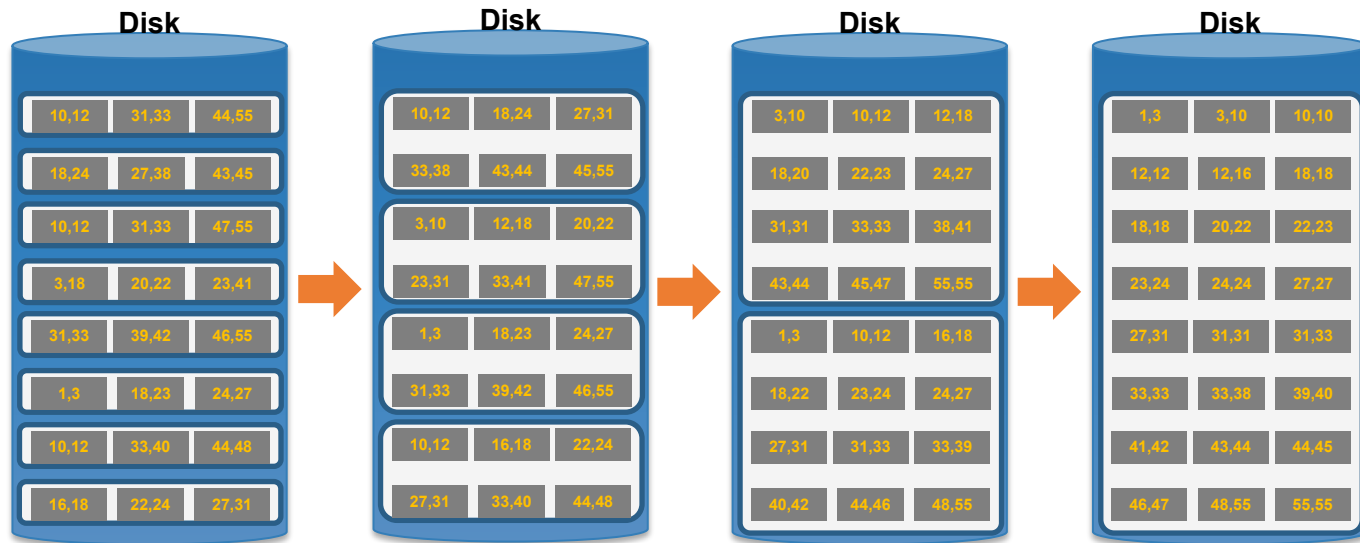 Disk
10,12 31,33 44,55
18,24 27,38 43,45
10,12 31,33 47,55
3,18 20,22 23,41
31,33 39,42 46,55
1,3 18,23 24,27
10,12 33,40 44,48
16,18 22,24 27,31
Disk
10,12 18,24 27,31
33,38 43,44 45,55
3,10 12,18 20,22
23,31 33,41 47,55
1,3 18,23 24,27
31,33 39,42 46,55
10,12 16,18 22,24
27,31 33,40 44,48
Disk
3,10 10,12 12,18
18,20 22,23 24,27
31,31 33,33 38,41
43,44 45,47 55,55
1,3 10,12 16,18
18,22 23,24 24,27
27,31 31,33 33,39
40,42 44,46 48,55
Disk
1,3 3,10 10,10
12,12 12,16 18,18
18,18 20,22 22,23
23,24 24,24 27,27
27,31 31,31 31,33
33,33 33,38 39,40
41,42 43,44 44,45
46,47 48,55 55,55